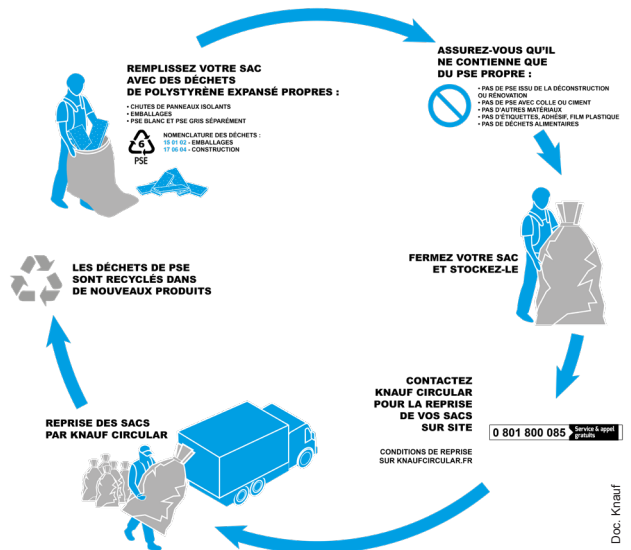 REMPLISSEZ VOTRE SAC
AVEC DES DÉCHETS
DE POLYSTYRÈNE EXPANSÉ PROPRES :
• CHUTES DE PANNEAUX ISOLANTS
• EMBALLAGES
• PSE BLANC ET PSE GRIS SÉPARÉMENT
6
PSE
NOMENCLATURE DES DÉCHETS :
15 01 02 - EMBALLAGES
17 06 04 - CONSTRUCTION
ASSUREZ-VOUS QU'IL
NE CONTIENNE QUE
DU PSE PROPRE :
• PAS DE PSE ISSU DE LA DÉCONSTRUCTION
OU RÉNOVATION
• PAS DE PSE AVEC COLLE OU CIMENT
• PAS D'AUTRES MATÉRIAUX
• PAS D'ÉTIQUETTES, ADHÉSIF, FILM PLASTIQUE
• PAS DE DÉCHETS ALIMENTAIRES
FERMEZ VOTRE SAC
ET STOCKEZ-LE
CONTACTEZ
KNAUF CIRCULAR
POUR LA REPRISE
DE VOS SACS
SUR SITE
CONDITIONS DE REPRISE
SUR KNAUFCIRCULAR.FR
0 801 800 085
Service & appel
gratuits
REPRISE DES SACS
PAR KNAUF CIRCULAR
LES DÉCHETS DE PSE
SONT RECYCLÉS DANS
DE NOUVEAUX PRODUITS
Doc. Knauf